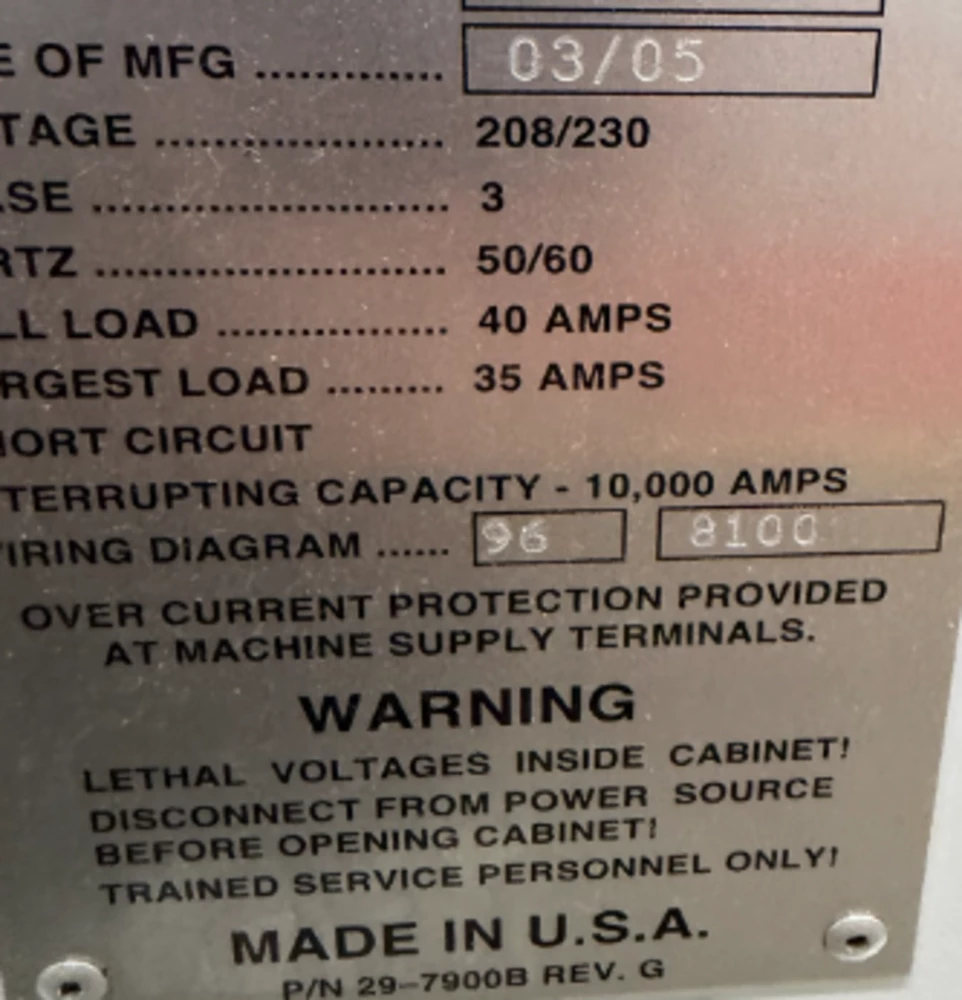 E OF MFG ............. 03/05
TAGE .................... 208/230
SE ......................... 3
RTZ ......................... 50/60
LL LOAD ................ 40 AMPS
RGEST LOAD ......... 35 AMPS
HORT CIRCUIT
TERRUPTING CAPACITY - 10,000 AMPS
IRING DIAGRAM ...... 96 8100
OVER CURRENT PROTECTION PROVIDED
AT MACHINE SUPPLY TERMINALS.
WARNING
LETHAL VOLTAGES INSIDE CABINET!
DISCONNECT FROM POWER SOURCE
BEFORE OPENING CABINET!
TRAINED SERVICE PERSONNEL ONLY!
MADE IN U.S.A.
P/N 29-7900B REV. G